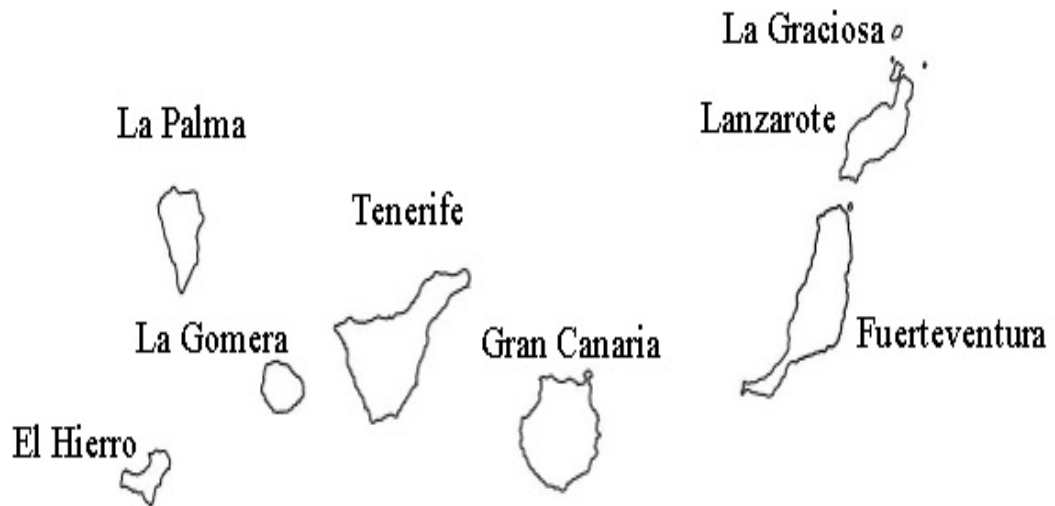 La Graciosa
Lanzarote
La Palma
Tenerife
La Gomera
Gran Canaria
Fuerteventura
El Hierro